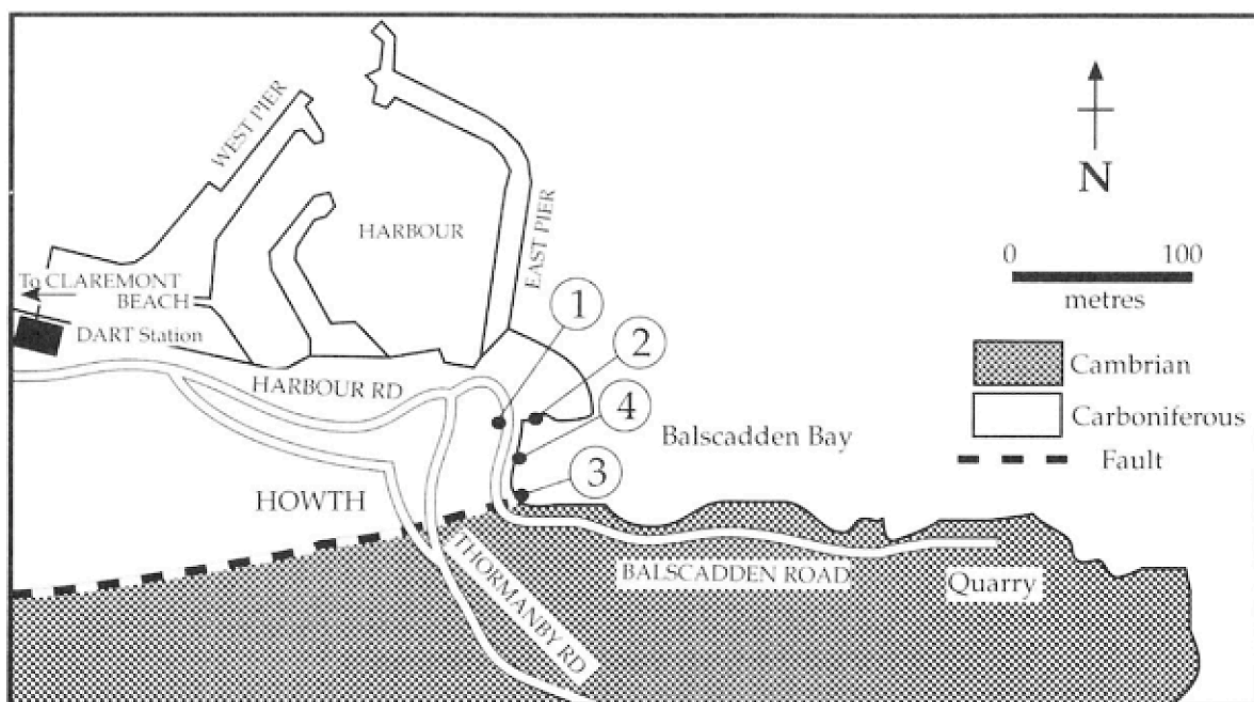 WEST PIER
HARBOUR
EAST PIER
N
0 100
metres
To CLAREMONT
BEACH
DART Station
1
2
HARBOUR RD
4
Balscadden Bay
3
HOWTH
Cambrian
Carboniferous
Fault
THORMANBY RD
BALSCADDEN ROAD
Quarry